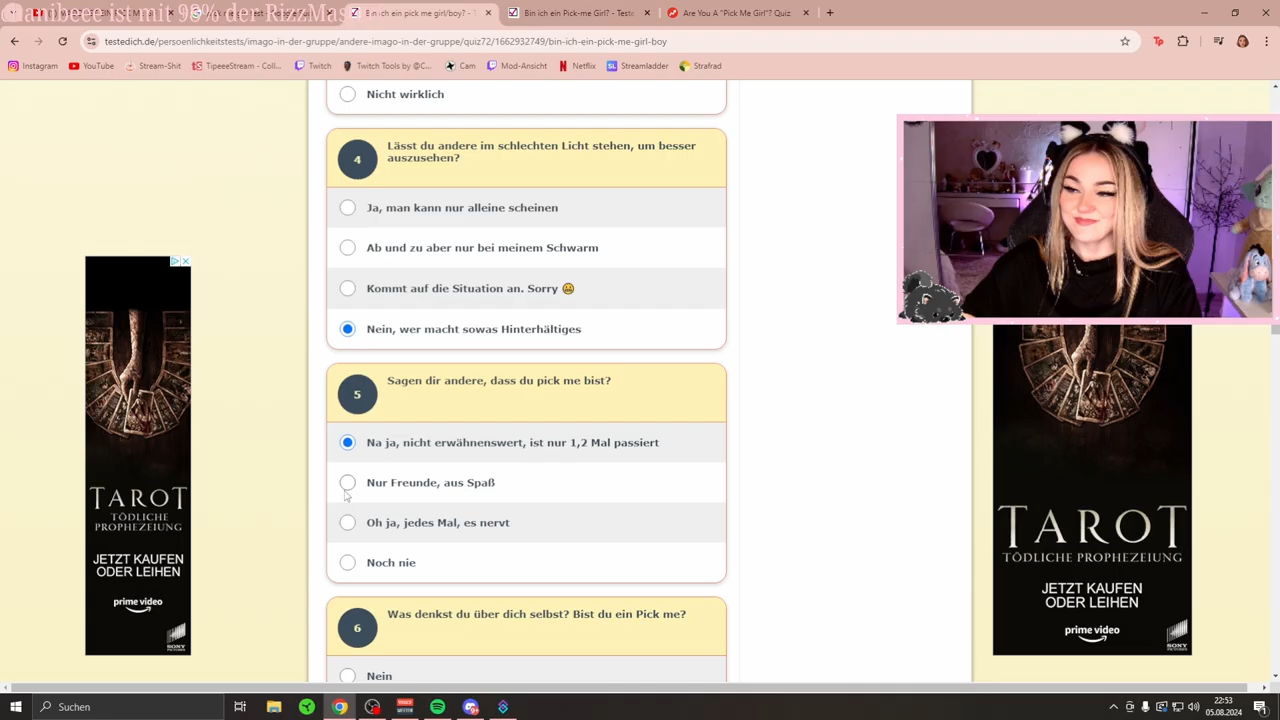 Bin ich ein Pick me girl? - Test
Are You A "Pick Me Girl"? Quiz
testedich.de/persoenlichkeitstests/imago-in-der-gruppe/andere-imago-in-der-gruppe/quiz72/1662932749/bin-ich-ein-pick-me-girl-boy
Instagram
YouTube
Stream-Shit
TipeeeStream - Coll...
Twitch
Twitch Tools by @C...
Cam
Mod-Ansicht
Netflix
Streamladder
Strafrad
Nicht wirklich
4
Lässt du andere im schlechten Licht stehen, um besser
auszusehen?
Ja, man kann nur alleine scheinen
Ab und zu aber nur bei meinem Schwarm
Kommt auf die Situation an. Sorry 😀
Nein, wer macht sowas Hinterhältiges
5
Sagen dir andere, dass du pick me bist?
Na ja, nicht erwähnenswert, ist nur 1,2 Mal passiert
Nur Freunde, aus Spaß
Oh ja, jedes Mal, es nervt
Noch nie
6
Was denkst du über dich selbst? Bist du ein Pick me?
Nein
TAROT
TÖDLICHE
PROPHEZEIUNG
JETZT KAUFEN
ODER LEIHEN
prime video
SONY
TAROT
TÖDLICHE PROPHEZEIUNG
JETZT KAUFEN
ODER LEIHEN
prime video
SONY
Suchen
22:53
05.08.2024